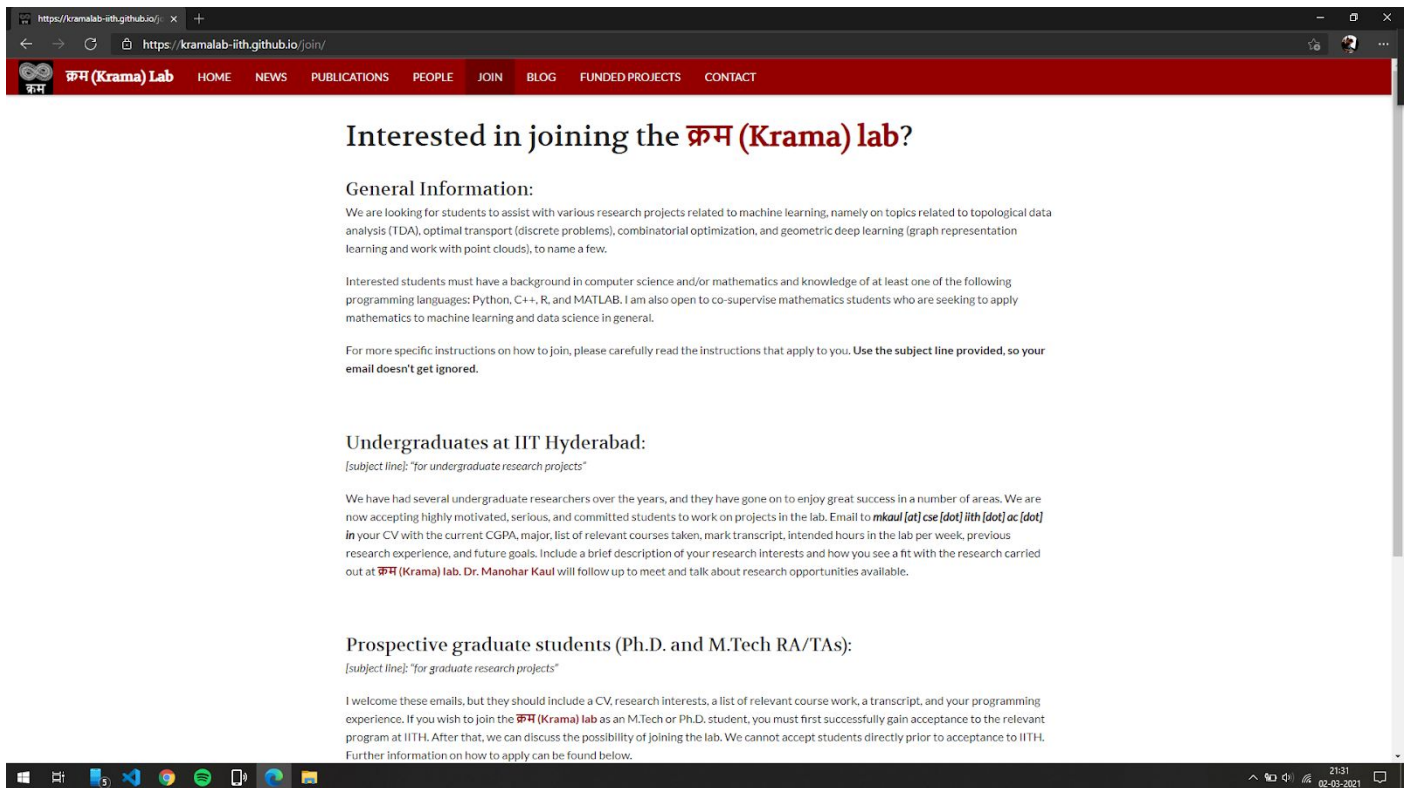 https://kramalab-iith.github.io/jo
https://kramalab-iith.github.io/join/
क्रम
क्रम (Krama) Lab HOME NEWS PUBLICATIONS PEOPLE JOIN BLOG FUNDED PROJECTS CONTACT
Interested in joining the क्रम (Krama) lab?
General Information:
We are looking for students to assist with various research projects related to machine learning, namely on topics related to topological data
analysis (TDA), optimal transport (discrete problems), combinatorial optimization, and geometric deep learning (graph representation
learning and work with point clouds), to name a few.
Interested students must have a background in computer science and/or mathematics and knowledge of at least one of the following
programming languages: Python, C++, R, and MATLAB. I am also open to co-supervise mathematics students who are seeking to apply
mathematics to machine learning and data science in general.
For more specific instructions on how to join, please carefully read the instructions that apply to you. Use the subject line provided, so your
email doesn't get ignored.
Undergraduates at IIT Hyderabad:
[subject line]: "for undergraduate research projects"
We have had several undergraduate researchers over the years, and they have gone on to enjoy great success in a number of areas. We are
now accepting highly motivated, serious, and committed students to work on projects in the lab. Email to mkaul [at] cse [dot] iith [dot] ac [dot]
in your CV with the current CGPA, major, list of relevant courses taken, mark transcript, intended hours in the lab per week, previous
research experience, and future goals. Include a brief description of your research interests and how you see a fit with the research carried
out at क्रम (Krama) lab. Dr. Manohar Kaul will follow up to meet and talk about research opportunities available.
Prospective graduate students (Ph.D. and M.Tech RA/TAs):
[subject line]: "for graduate research projects"
I welcome these emails, but they should include a CV, research interests, a list of relevant course work, a transcript, and your programming
experience. If you wish to join the क्रम (Krama) lab as an M.Tech or Ph.D. student, you must first successfully gain acceptance to the relevant
program at IITH. After that, we can discuss the possibility of joining the lab. We cannot accept students directly prior to acceptance to IITH.
Further information on how to apply can be found below.
5
21:31
02-03-2021